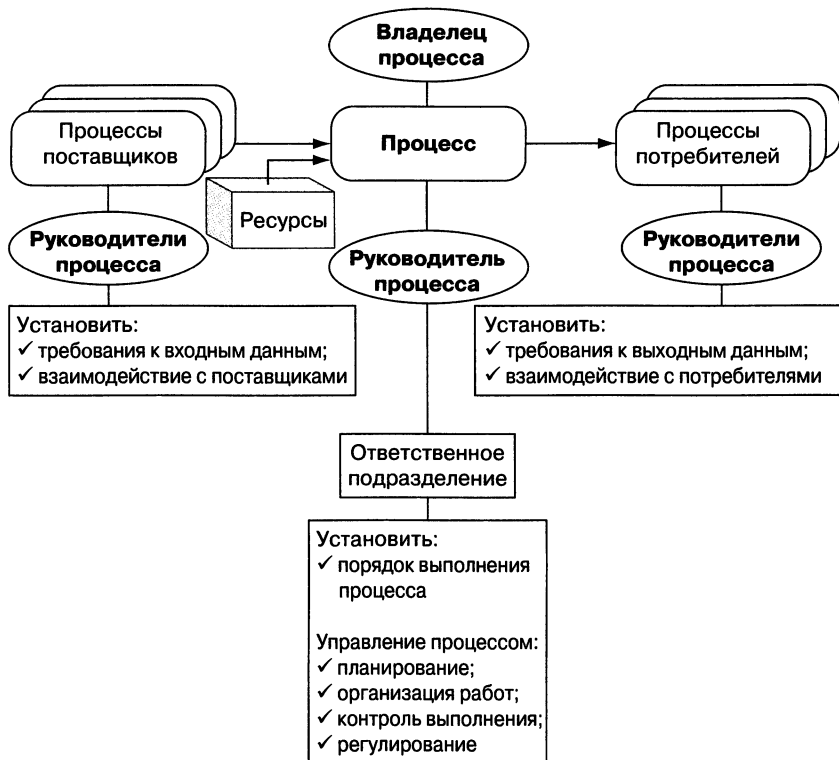 Владелец
процесса
Процессы
поставщиков
Процесс
Процессы
потребителей
Ресурсы
Руководители
процесса
Руководитель
процесса
Руководители
процесса
Установить:
✓ требования к входным данным;
✓ взаимодействие с поставщиками
Установить:
✓ требования к выходным данным;
✓ взаимодействие с потребителями
Ответственное
подразделение
Установить:
✓ порядок выполнения
процесса
Управление процессом:
✓ планирование;
✓ организация работ;
✓ контроль выполнения;
✓ регулирование